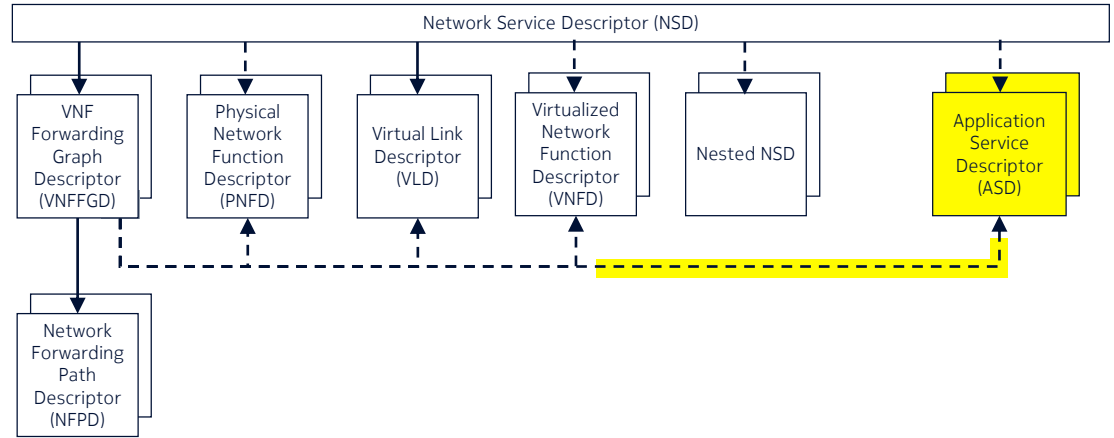 Network Service Descriptor (NSD)
VNF
Forwarding
Graph
Descriptor
(VNFFGD)
Physical
Network
Function
Descriptor
(PNFD)
Virtual Link
Descriptor
(VLD)
Virtualized
Network
Function
Descriptor
(VNFD)
Nested NSD
Application
Service
Descriptor
(ASD)
Network
Forwarding
Path
Descriptor
(NFPD)